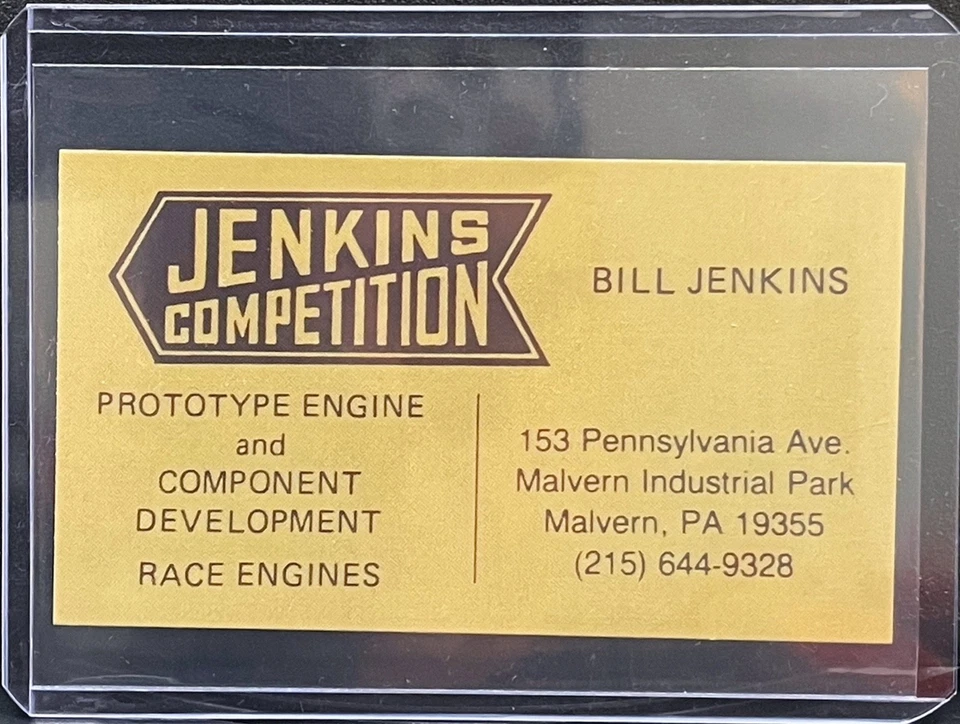 JENKINS
COMPETITION
BILL JENKINS
PROTOTYPE ENGINE
and
COMPONENT
DEVELOPMENT
RACE ENGINES
153 Pennsylvania Ave.
Malvern Industrial Park
Malvern, PA 19355
(215) 644-9328